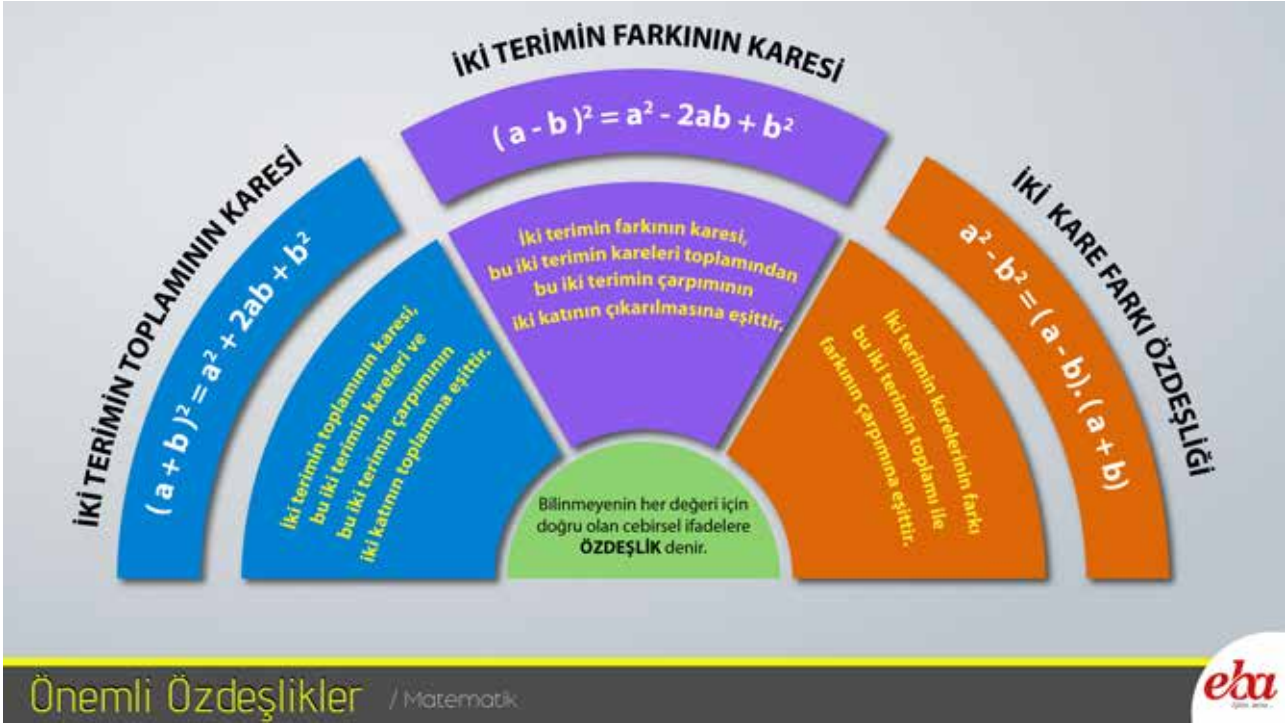 İKİ TERİMİN FARKININ KARESİ
( a - b )² = a² - 2ab + b²
İki terimin farkının karesi,
bu iki terimin kareleri toplamından
bu iki terimin çarpımının
iki katının çıkarılmasına eşittir.
İKİ TERİMİN TOPLAMININ KARESİ
( a + b )² = a² + 2ab + b²
İki terimin toplamının karesi,
bu iki terimin kareleri ve
bu iki terimin çarpımının
iki katının toplamına eşittir.
İKİ KARE FARKI ÖZDEŞLİĞİ
a² - b² = ( a - b) . ( a + b)
İki terimin karelerinin farkı
bu iki terimin toplamı ile
farkının çarpımına eşittir.
Bilinmeyenin her değeri için
doğru olan cebirsel ifadelere
ÖZDEŞLİK denir.
Önemli Özdeşlikler / Matematik
eba